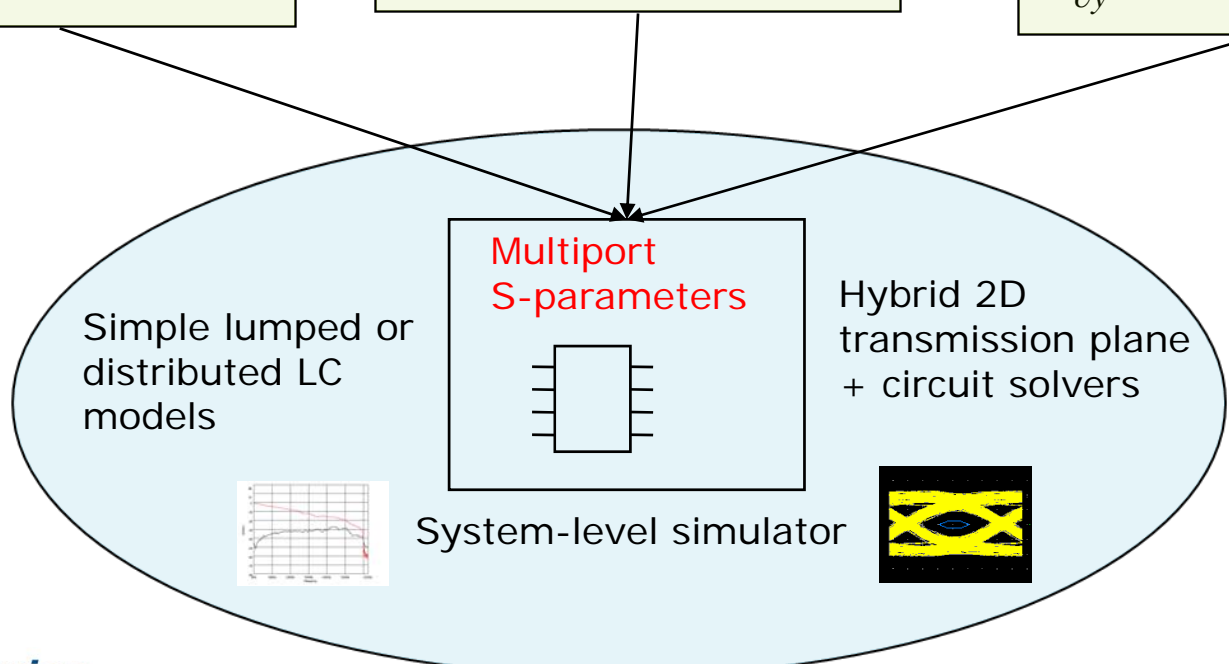 Multiport
S-parameters
Simple lumped or
distributed LC
models
Hybrid 2D
transmission plane
+ circuit solvers
System-level simulator